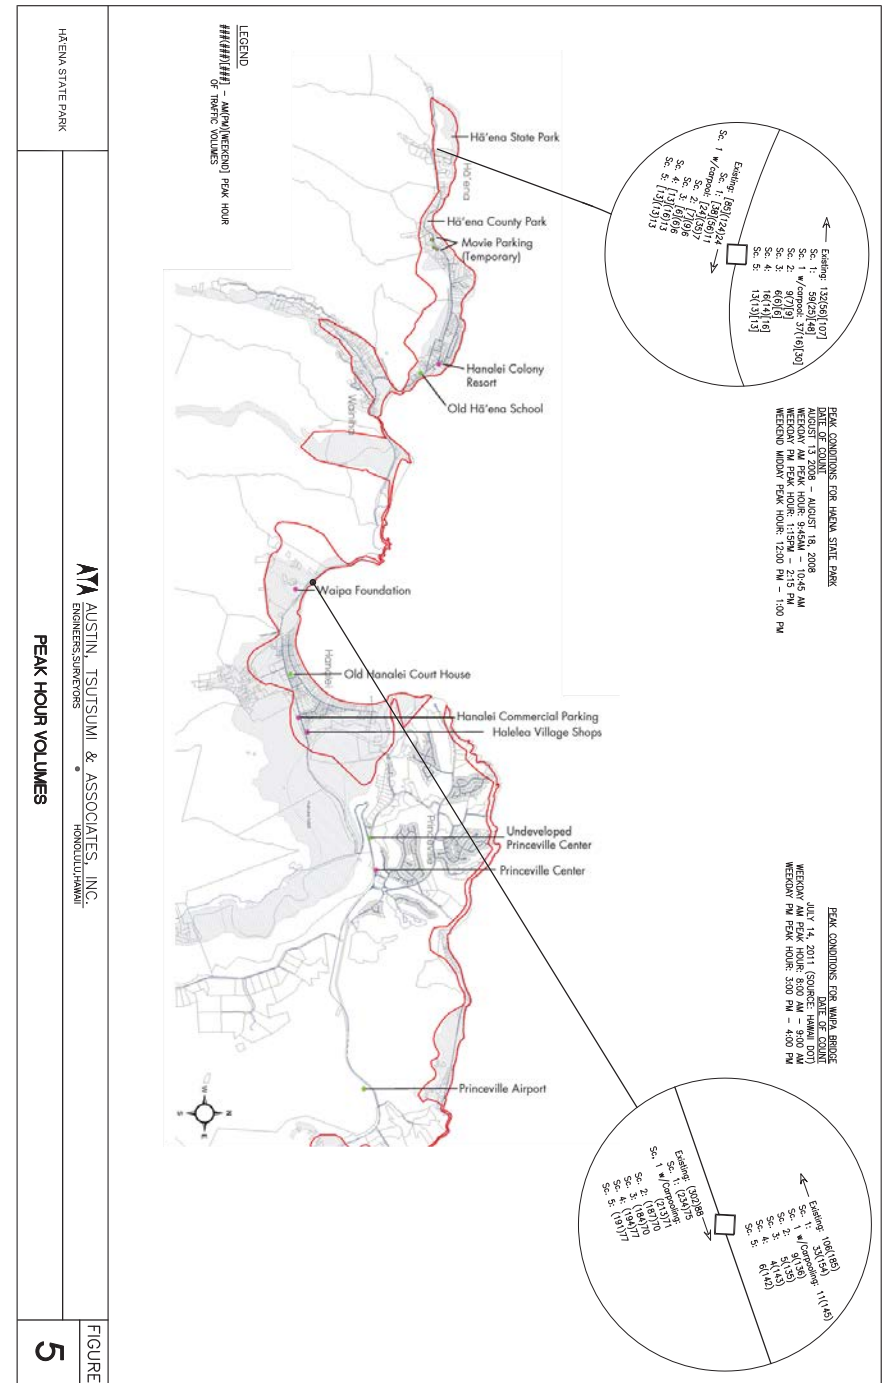 LEGEND
###(###)[###] – AM(PM)[WEEKEND] PEAK HOUR
OF TRAFFIC VOLUMES
Existing: 132(56)[107]
Sc. 1: 59(25)[48]
Sc. 1 w/carpool: 37(16)[30]
Sc. 2: 9(7)[9]
Sc. 3: 6(6)[6]
Sc. 4: 16(14)[16]
Sc. 5: 13(13)[13]
Existing: [85](124)24
Sc. 1: [38](56)11
Sc. 1 w/carpool: [24](35)7
Sc. 2: [7](9)6
Sc. 3: [6](6)6
Sc. 4: [13](16)13
Sc. 5: [13](13)13
PEAK CONDITIONS FOR HAENA STATE PARK
DATE OF COUNT
AUGUST 13, 2008 – AUGUST 18, 2008
WEEKDAY AM PEAK HOUR: 9:45AM – 10:45 AM
WEEKDAY PM PEAK HOUR: 1:15PM – 2:15 PM
WEEKEND MIDDAY PEAK HOUR: 12:00 PM – 1:00 PM
PEAK CONDITIONS FOR WAIPA BRIDGE
DATE OF COUNT
JULY 14, 2011 (SOURCE: HAWAII DOT)
WEEKDAY AM PEAK HOUR: 8:00 AM – 9:00 AM
WEEKDAY PM PEAK HOUR: 3:00 PM – 4:00 PM
Existing: 106(185)
Sc. 1: 33(154)
Sc. 1 w/Carpooling: 11(145)
Sc. 2: 9(136)
Sc. 3: 5(135)
Sc. 4: 4(143)
Sc. 5: 6(142)
Existing: (302)88
Sc. 1: (234)75
Sc. 1 w/Carpooling:
(213)71
Sc. 2: (187)70
Sc. 3: (184)70
Sc. 4: (194)77
Sc. 5: (191)77
Hā'ena State Park
Hā'ena
Hā'ena County Park
Movie Parking
(Temporary)
Hanalei Colony
Resort
Old Hā'ena School
Wainiha
Waipa Foundation
Hanalei
Old Hanalei Court House
Hanalei Commercial Parking
Halelea Village Shops
Princeville
Undeveloped
Princeville Center
Princeville Center
Princeville Airport
N
W
E
S
HĀ'ENA STATE PARK
ATA AUSTIN, TSUTSUMI & ASSOCIATES, INC.
ENGINEERS,SURVEYORS • HONOLULU,HAWAII
PEAK HOUR VOLUMES
FIGURE
5